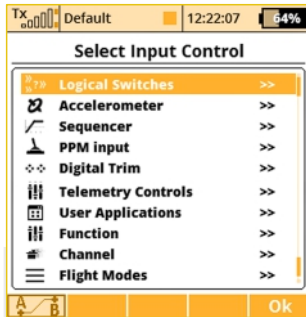 Tx Default 12:22:07 64%
Select Input Control
Logical Switches >>
Accelerometer >>
Sequencer >>
PPM input >>
Digital Trim >>
Telemetry Controls >>
User Applications >>
Function >>
Channel >>
Flight Modes >>
A B Ok